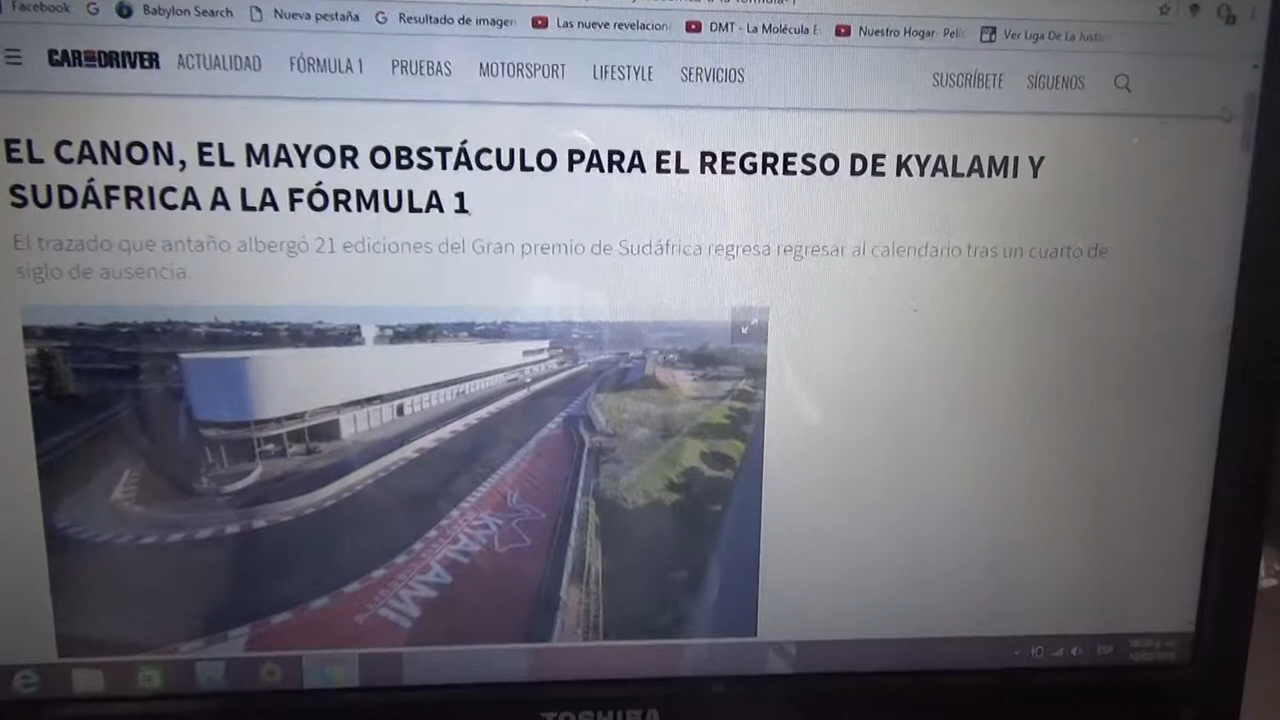 Facebook
Babylon Search
Nueva pestaña
Resultado de imagen
Las nueve revelacion
DMT - La Molécula E
Nuestro Hogar- Pelí
Ver Liga De La Justic
CAR and DRIVER ACTUALIDAD FÓRMULA 1 PRUEBAS MOTORSPORT LIFESTYLE SERVICIOS SUSCRÍBETE SÍGUENOS
EL CANON, EL MAYOR OBSTÁCULO PARA EL REGRESO DE KYALAMI Y
SUDÁFRICA A LA FÓRMULA 1
El trazado que antaño albergó 21 ediciones del Gran premio de Sudáfrica regresa regresar al calendario tras un cuarto de
siglo de ausencia.
KYALAMI
ESP
TOSHIBA